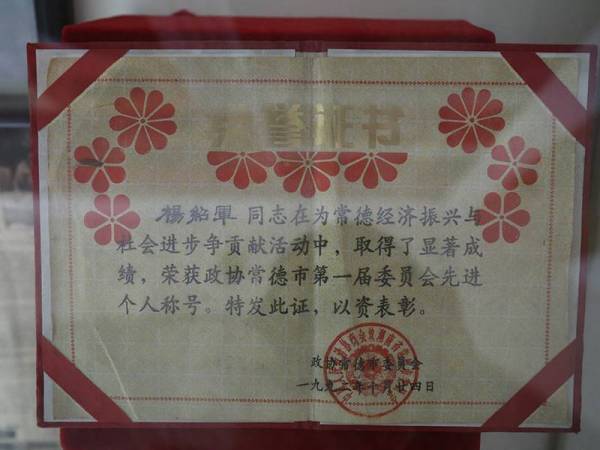 荣誉证书
楊紹軍 同志在为常德经济振兴与
社会进步争贡献活动中，取得了显著成
绩，荣获政协常德市第一届委员会先进
个人称号。特发此证，以资表彰。
政协常德市委员会
一九九二年十月廿四日